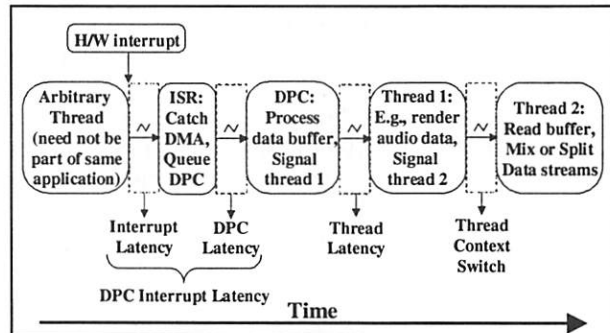 H/W interrupt
Arbitrary
Thread
(need not be
part of same
application)
ISR:
Catch
DMA,
Queue
DPC
DPC:
Process
data buffer,
Signal
thread 1
Thread 1:
E.g., render
audio data,
Signal
thread 2
Thread 2:
Read buffer,
Mix or Split
Data streams
~
~
~
~
Interrupt
Latency
DPC
Latency
Thread
Latency
Thread
Context
Switch
DPC Interrupt Latency
Time